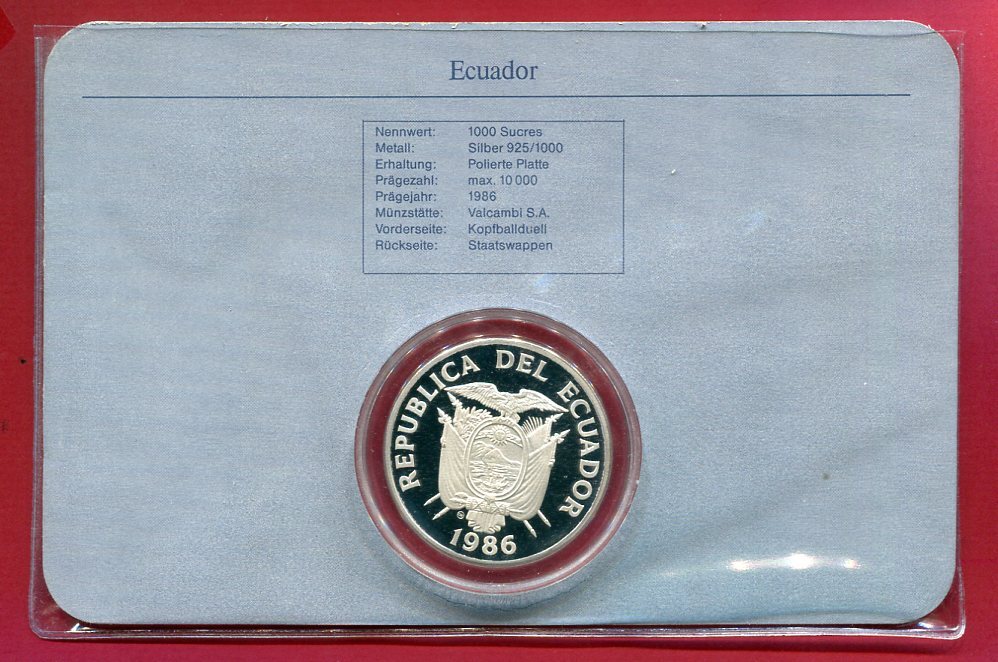 Ecuador
Nennwert: 1000 Sucres
Metall: Silber 925/1000
Erhaltung: Polierte Platte
Prägezahl: max. 10 000
Prägejahr: 1986
Münzstätte: Valcambi S.A.
Vorderseite: Kopfballduell
Rückseite: Staatswappen
REPUBLICA DEL ECUADOR
1986